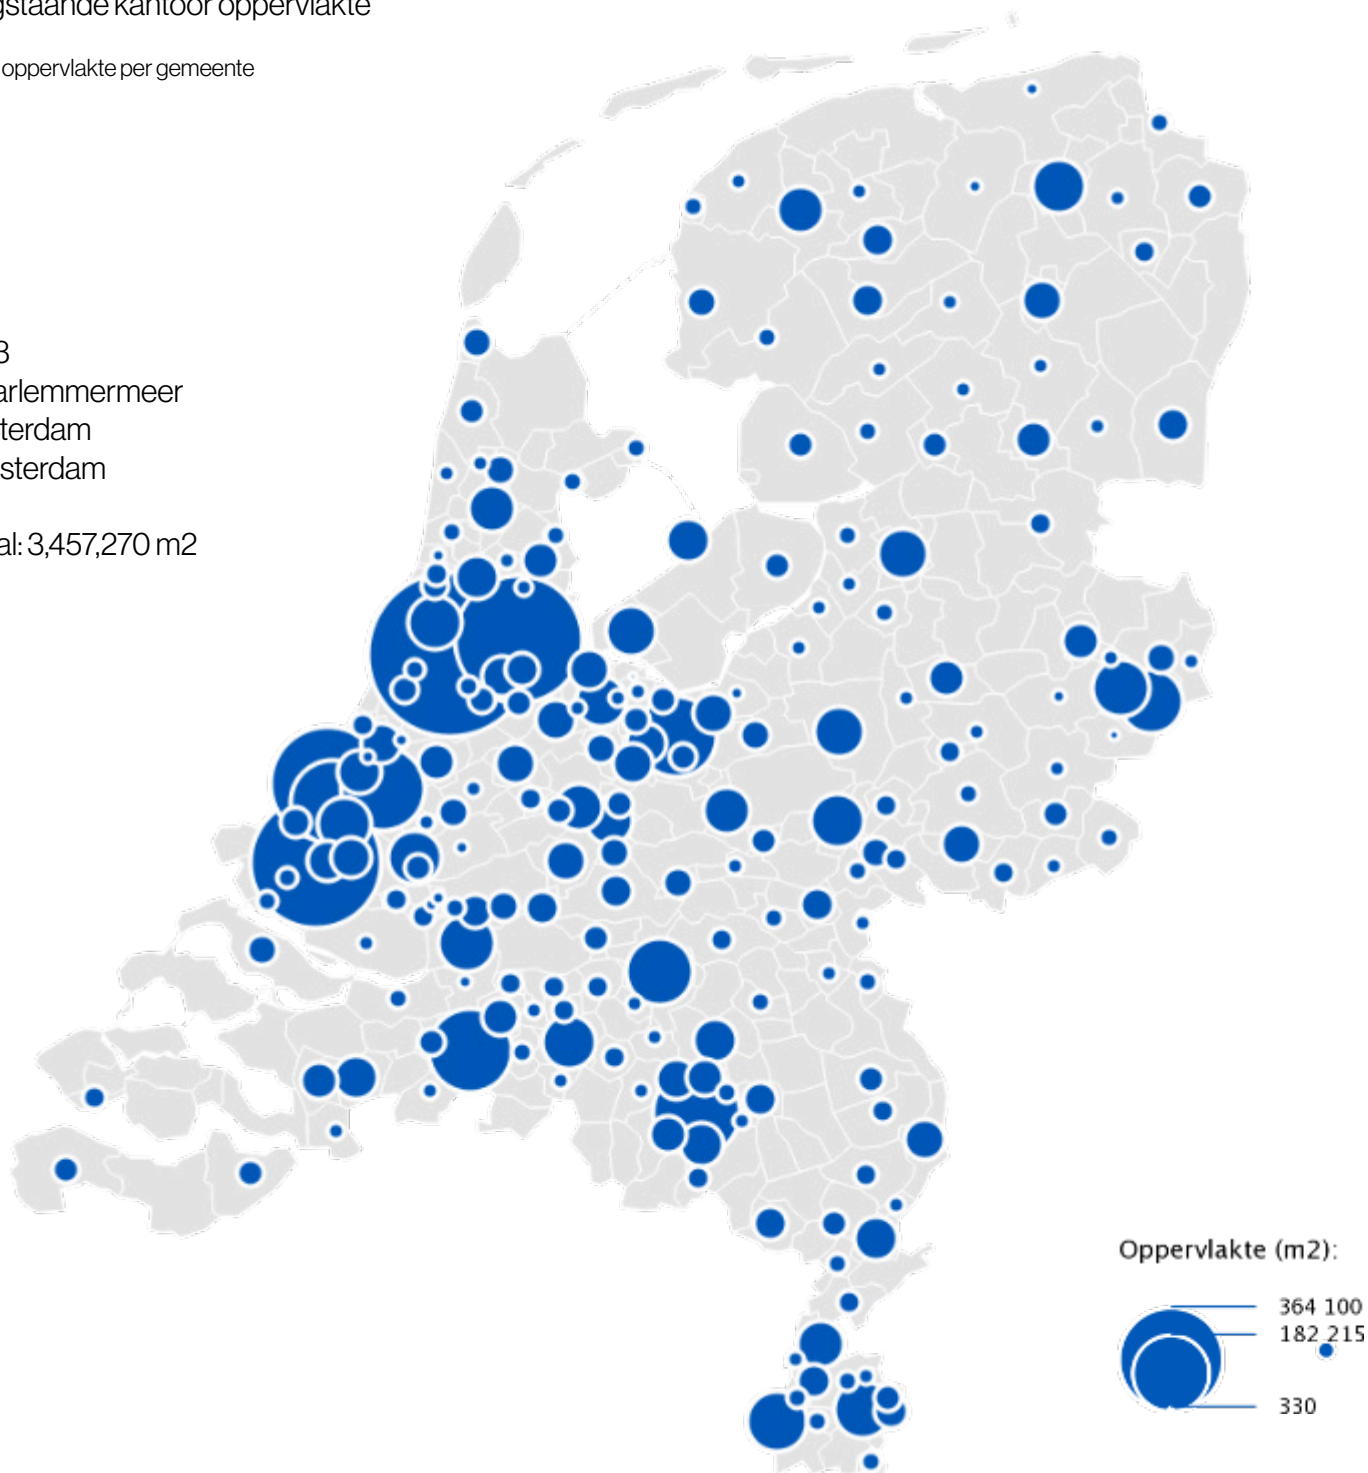 gstaande kantoor oppervlakte
oppervlakte per gemeente
3
arlemmermeer
terdam
sterdam
al: 3,457,270 m2
Oppervlakte (m2):
364 100
182 215
330